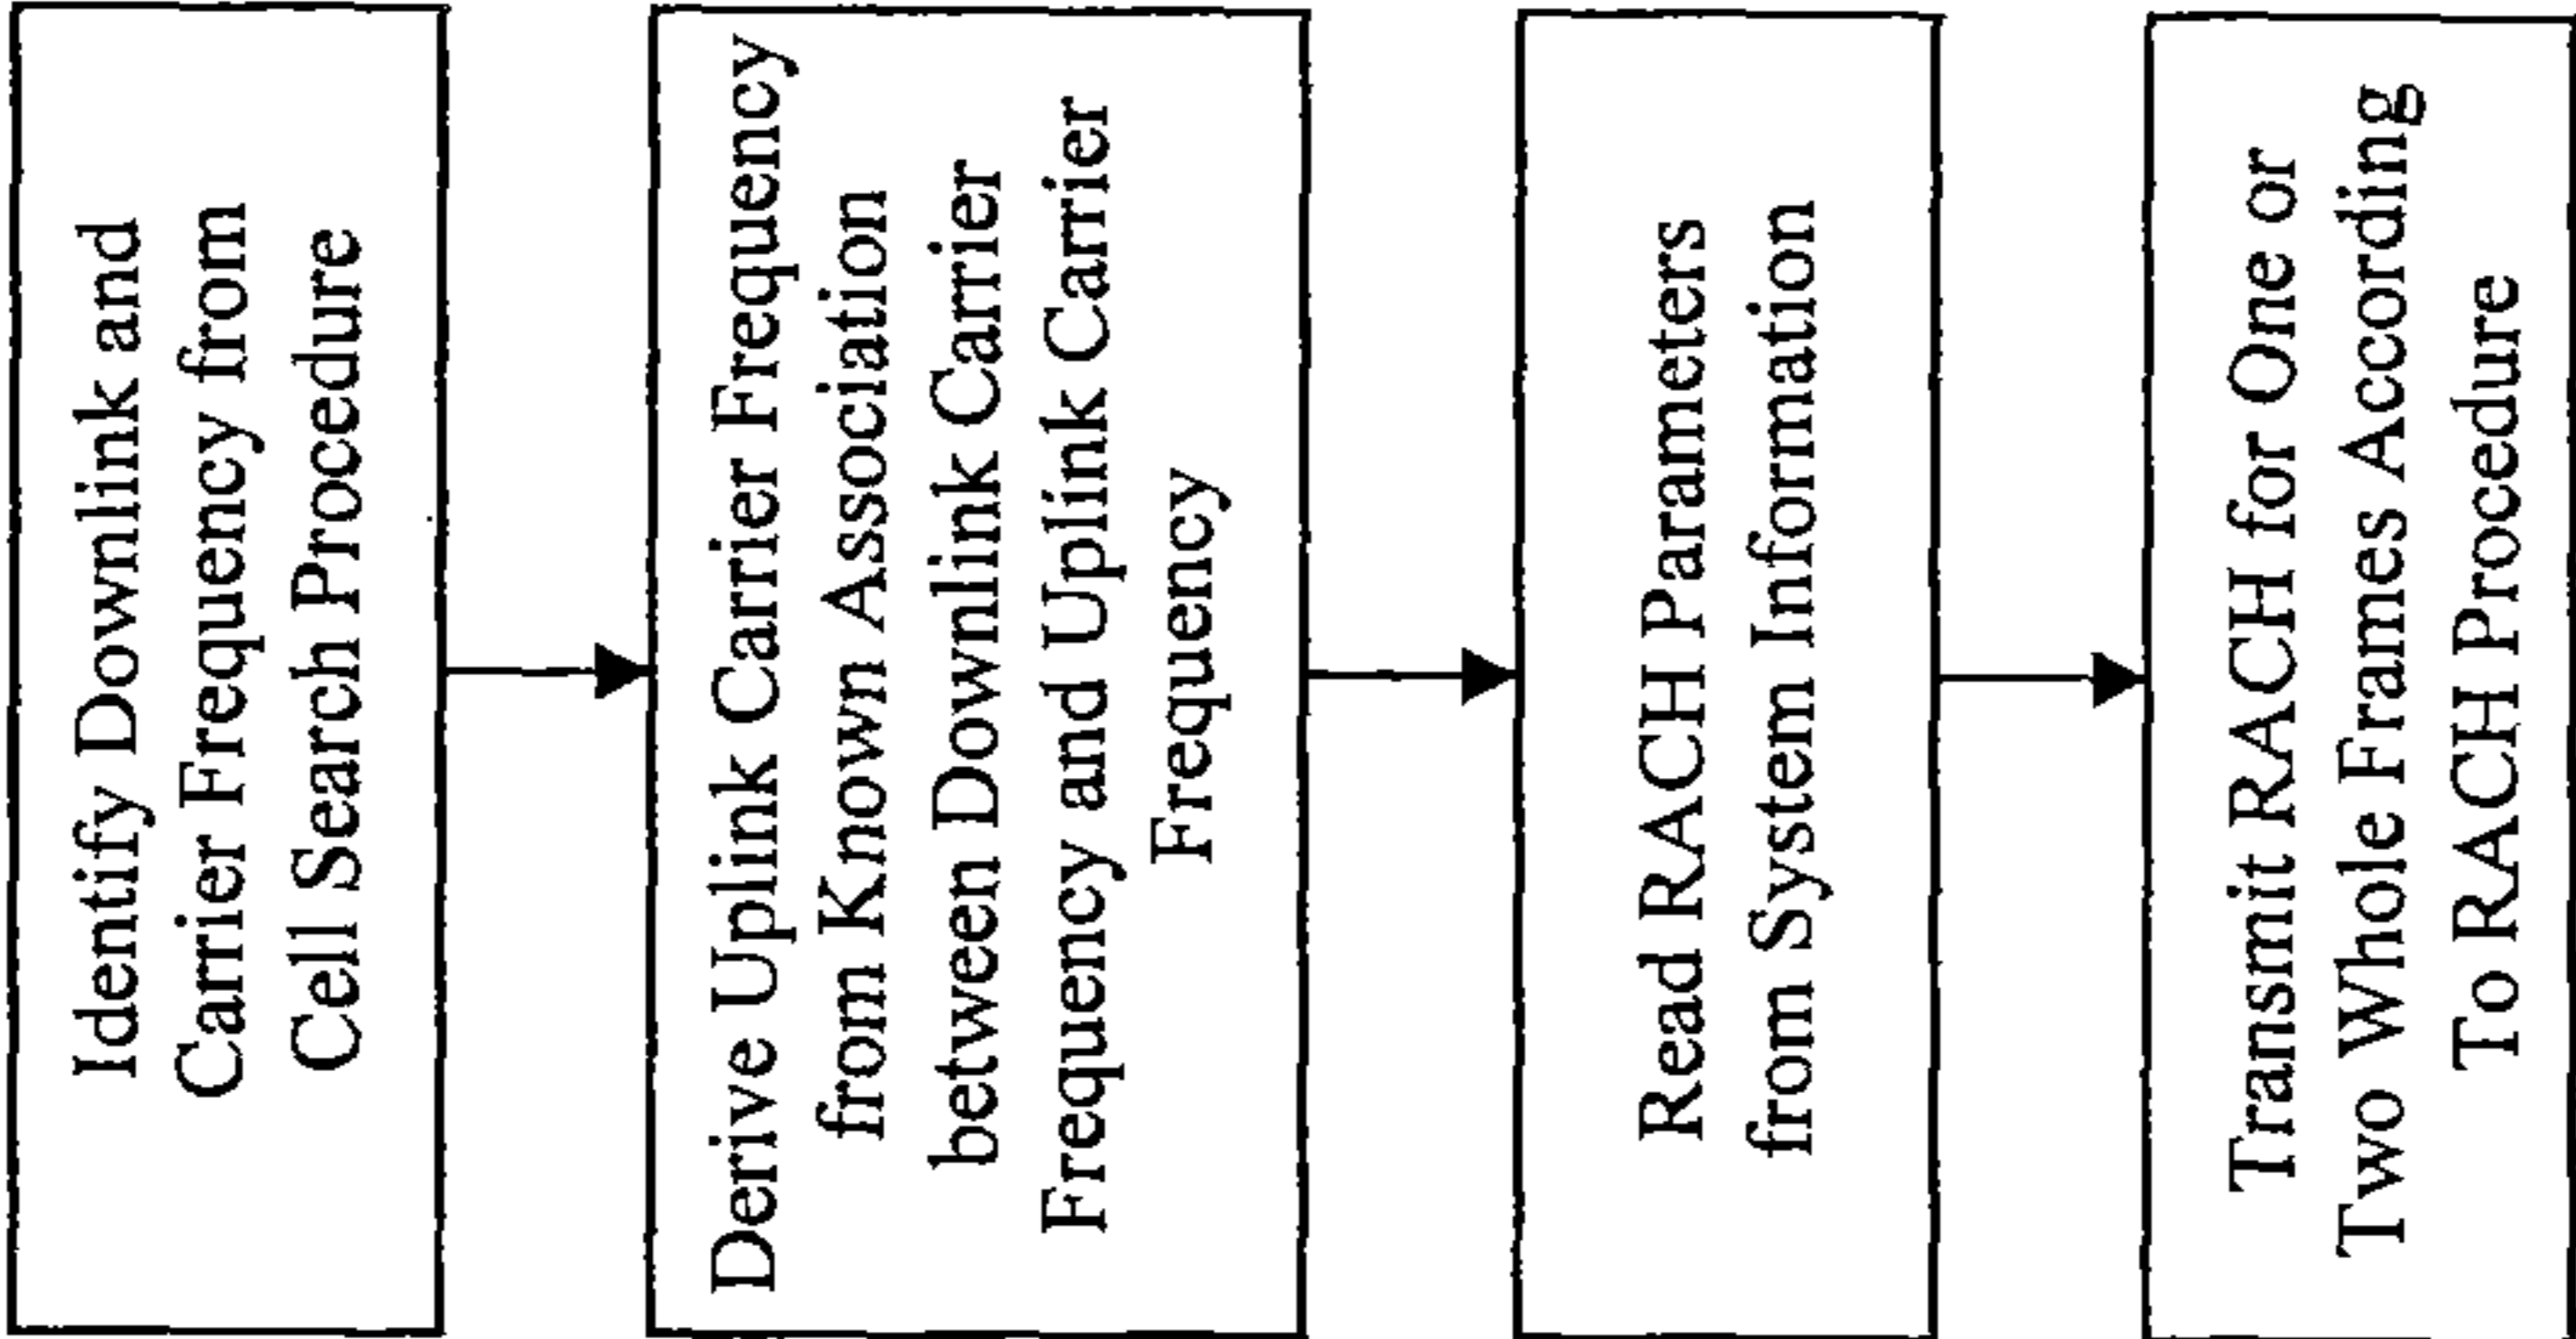 Identify Downlink and
Carrier Frequency from
Cell Search Procedure
Derive Uplink Carrier Frequency
from Known Association
between Downlink Carrier
Frequency and Uplink Carrier
Frequency
Read RACH Parameters
from System Information
Transmit RACH for One or
Two Whole Frames According
To RACH Procedure